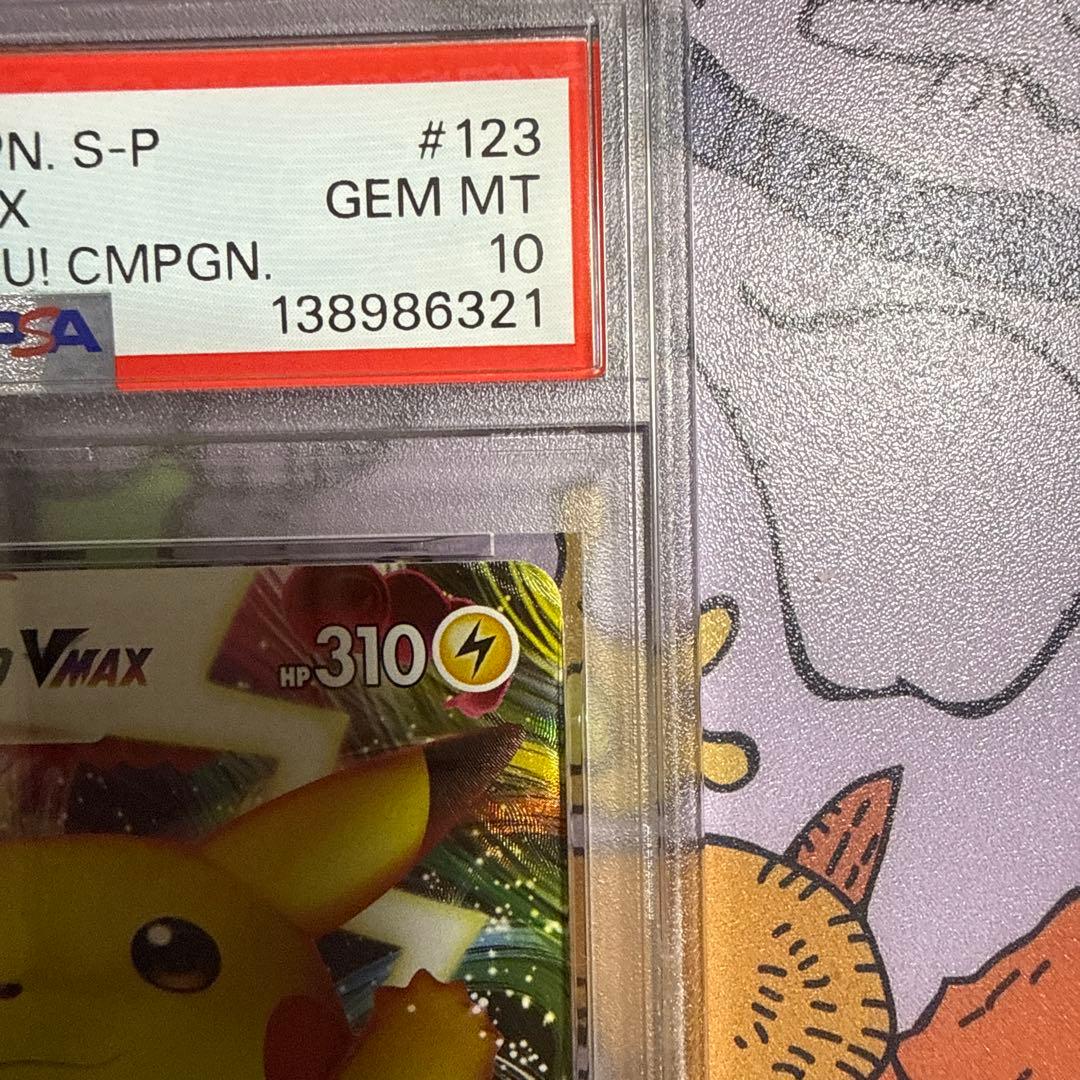 PN. S-P #123
X GEM MT
U! CMPGN. 10
PSA 138986321
VMAX HP 310